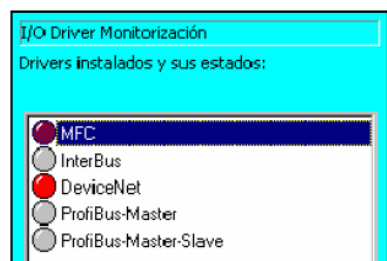 I/O Driver Monitorización
Drivers instalados y sus estados:
MFC
InterBus
DeviceNet
ProfiBus-Master
ProfiBus-Master-Slave